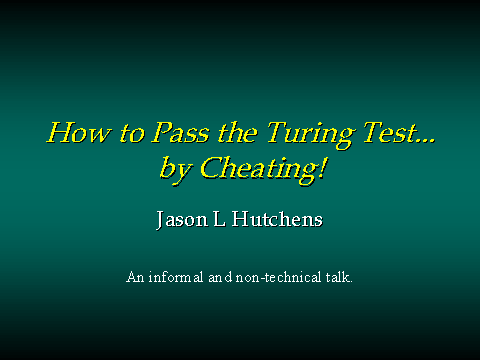 How to Pass the Turing Test...
by Cheating!
Jason L Hutchens
An informal and non-technical talk.